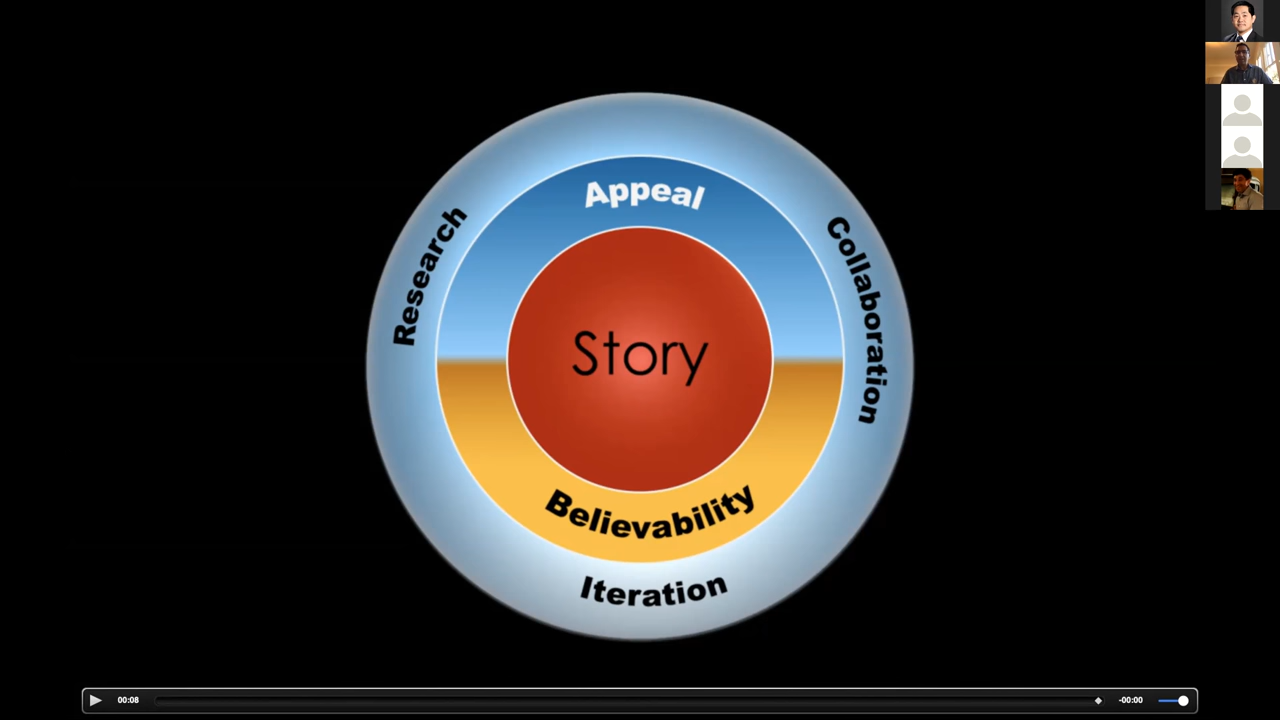 Appeal
Research
Collaboration
Story
Believability
Iteration
00:08
-00:00